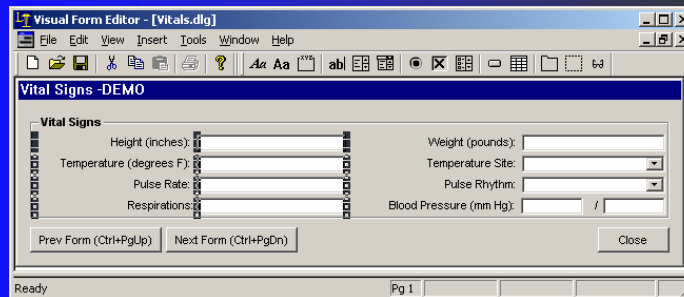 Visual Form Editor - [Vitals.dlg]
File Edit View Insert Tools Window Help
Aa Aa XYZ ab|
Vital Signs -DEMO
Vital Signs
Height (inches): Weight (pounds):
Temperature (degrees F): Temperature Site:
Pulse Rate: Pulse Rhythm:
Respirations: Blood Pressure (mm Hg): /
Prev Form (Ctrl+PgUp) Next Form (Ctrl+PgDn) Close
Ready Pg 1